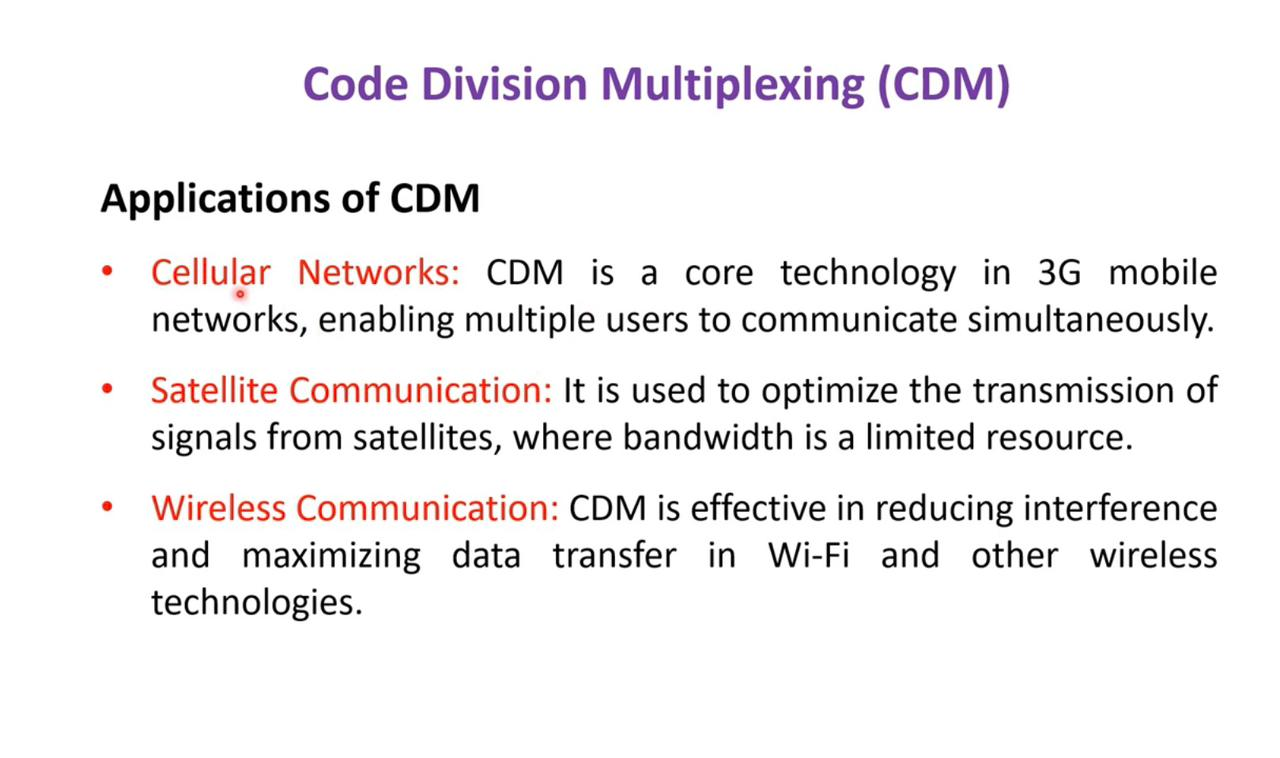 Code Division Multiplexing (CDM)
Applications of CDM
• Cellular Networks: CDM is a core technology in 3G mobile
networks, enabling multiple users to communicate simultaneously.
• Satellite Communication: It is used to optimize the transmission of
signals from satellites, where bandwidth is a limited resource.
• Wireless Communication: CDM is effective in reducing interference
and maximizing data transfer in Wi-Fi and other wireless
technologies.